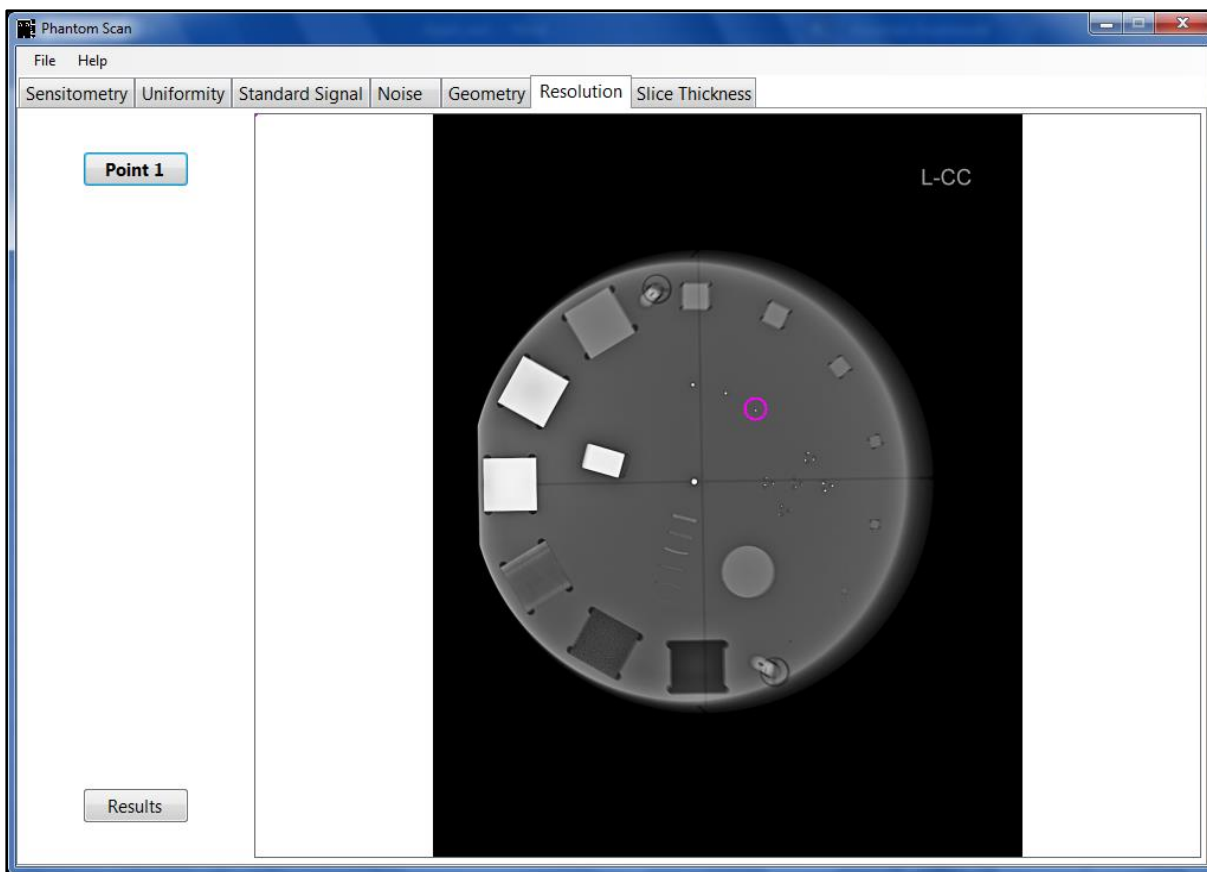 Phantom Scan
File Help
Sensitometry Uniformity Standard Signal Noise Geometry Resolution Slice Thickness
Point 1
L-CC
Results